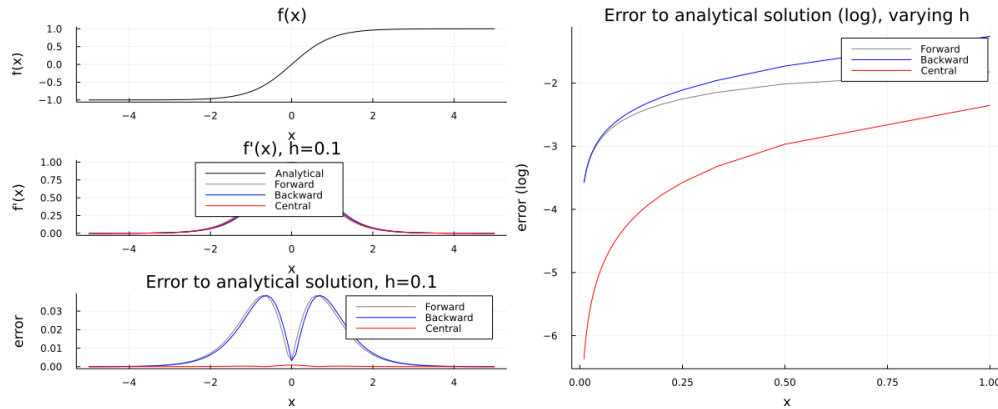 f(x)
f(x)
1.0
0.5
0.0
−0.5
−1.0
−4
−2
0
2
4
x
f'(x), h=0.1
f'(x)
1.00
0.75
0.50
0.25
0.00
Analytical
Forward
Backward
Central
−4
−2
0
2
4
x
Error to analytical solution, h=0.1
error
0.03
0.02
0.01
0.00
Forward
Backward
Central
−4
−2
0
2
4
x
Error to analytical solution (log), varying h
error (log)
−2
−3
−4
−5
−6
Forward
Backward
Central
0.00
0.25
0.50
0.75
1.00
x